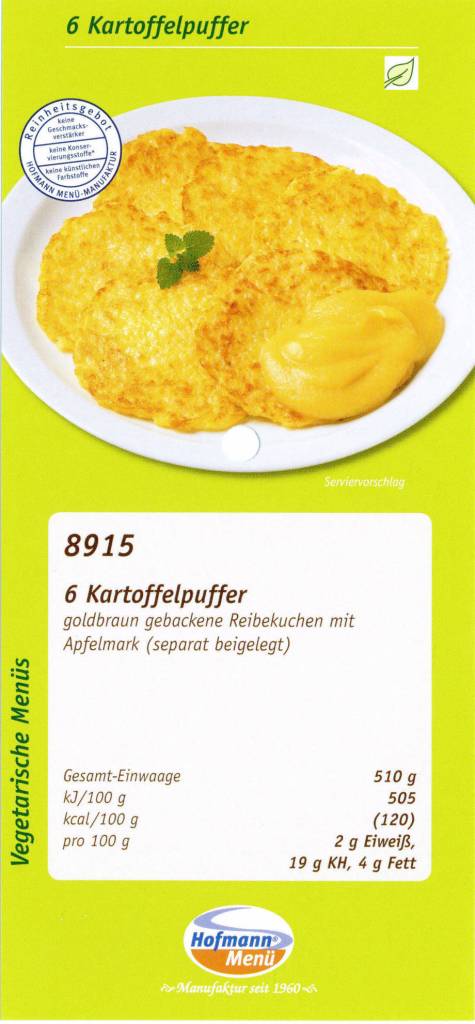 6 Kartoffelpuffer
Reinheitsgebot
keine
Geschmacks-
verstärker
keine Konser-
vierungsstoffe*
keine künstlichen
Farbstoffe
HOFMANN MENÜ-MANUFAKTUR
Serviervorschlag
8915
6 Kartoffelpuffer
goldbraun gebackene Reibekuchen mit
Apfelmark (separat beigelegt)
Vegetarische Menüs
Gesamt-Einwaage 510 g
kJ/100 g 505
kcal/100 g (120)
pro 100 g 2 g Eiweiß,
19 g KH, 4 g Fett
Hofmann®
Menü
Manufaktur seit 1960